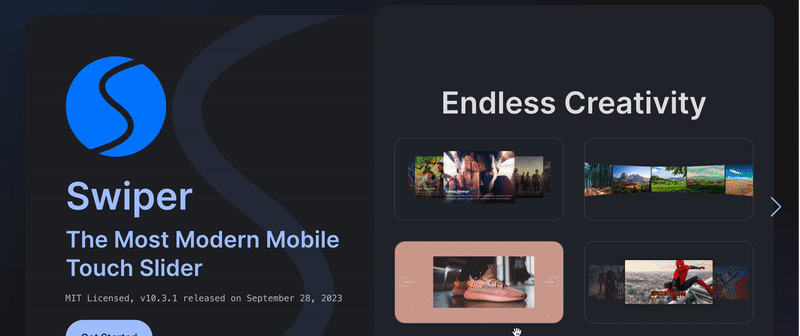 Swiper
The Most Modern Mobile
Touch Slider
MIT Licensed, v10.3.1 released on September 28, 2023
Get Started
Endless Creativity